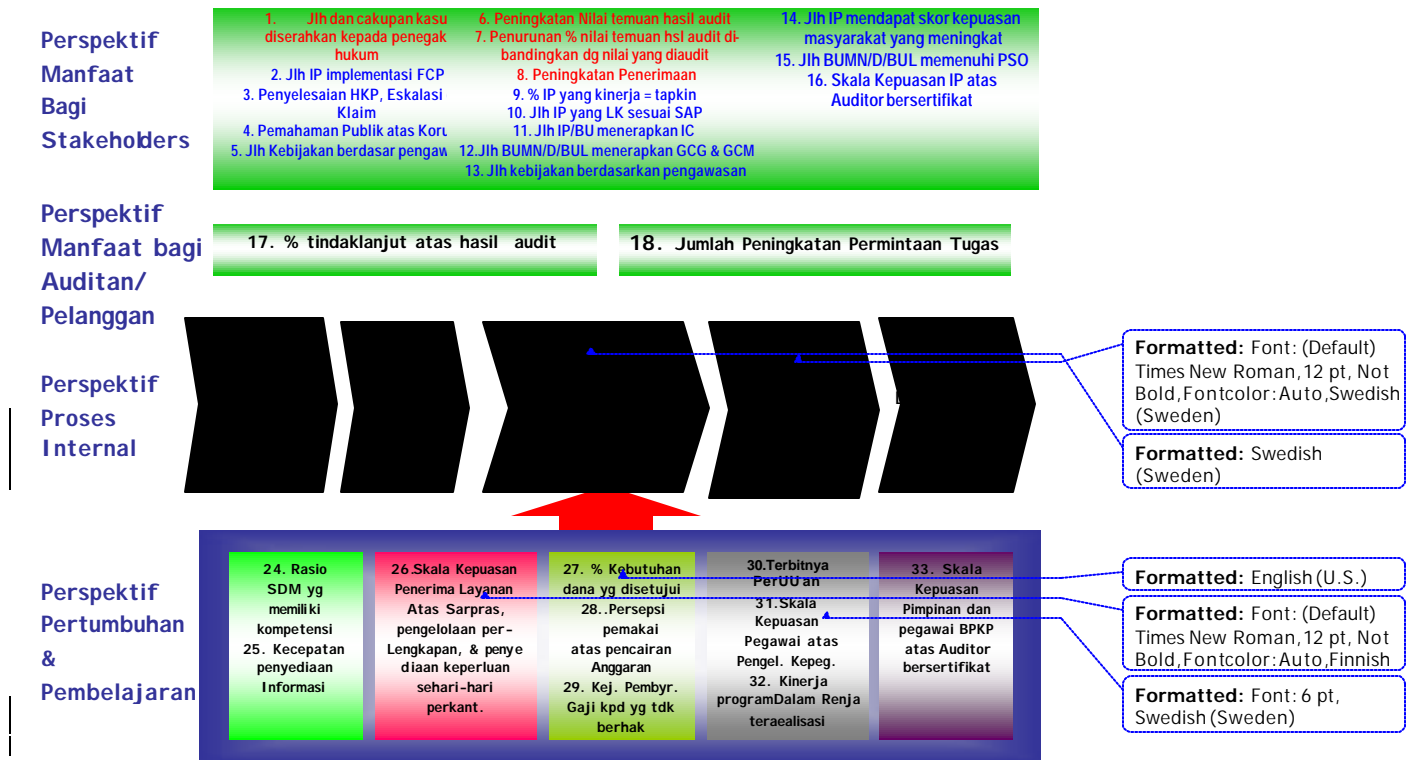 Perspektif
Manfaat
Bagi
Stakeholders
1. Jlh dan cakupan kasu
diserahkan kepada penegak
hukum
2. Jlh IP implementasi FCP
3. Penyelesaian HKP, Eskalasi
Klaim
4. Pemahaman Publik atas Koru
5. Jlh Kebijakan berdasar pengaw
6. Peningkatan Nilai temuan hasil audit
7. Penurunan % nilai temuan hsl audit di-
bandingkan dg nilai yang diaudit
8. Peningkatan Penerimaan
9. % IP yang kinerja = tapkin
10. Jlh IP yang LK sesuai SAP
11. Jlh IP/BU menerapkan IC
12.Jlh BUMN/D/BUL menerapkan GCG & GCM
13. Jlh kebijakan berdasarkan pengawasan
14. Jlh IP mendapat skor kepuasan
masyarakat yang meningkat
15. Jlh BUMN/D/BUL memenuhi PSO
16. Skala Kepuasan IP atas
Auditor bersertifikat
Perspektif
Manfaat bagi
Auditan/
Pelanggan
17. % tindaklanjut atas hasil audit
18. Jumlah Peningkatan Permintaan Tugas
Perspektif
Proses
Internal
Formatted: Font: (Default)
Times New Roman, 12 pt, Not
Bold, Fontcolor: Auto, Swedish
(Sweden)
Formatted: Swedish
(Sweden)
Perspektif
Pertumbuhan
&
Pembelajaran
24. Rasio
SDM yg
memiliki
kompetensi
25. Kecepatan
penyediaan
Informasi
26.Skala Kepuasan
Penerima Layanan
Atas Sarpras,
pengelolaan per-
Lengkapan, & penye
diaan keperluan
sehari-hari
perkant.
27. % Kebutuhan
dana yg disetujui
28..Persepsi
pemakai
atas pencairan
Anggaran
29. Kej. Pembyr.
Gaji kpd yg tdk
berhak
30.Terbitnya
PerUUan
31.Skala
Kepuasan
Pegawai atas
Pengel. Kepeg.
32. Kinerja
programDalam Renja
teraealisasi
33. Skala
Kepuasan
Pimpinan dan
pegawai BPKP
atas Auditor
bersertifikat
Formatted: English (U.S.)
Formatted: Font: (Default)
Times New Roman, 12 pt, Not
Bold, Fontcolor: Auto, Finnish
Formatted: Font: 6 pt,
Swedish (Sweden)